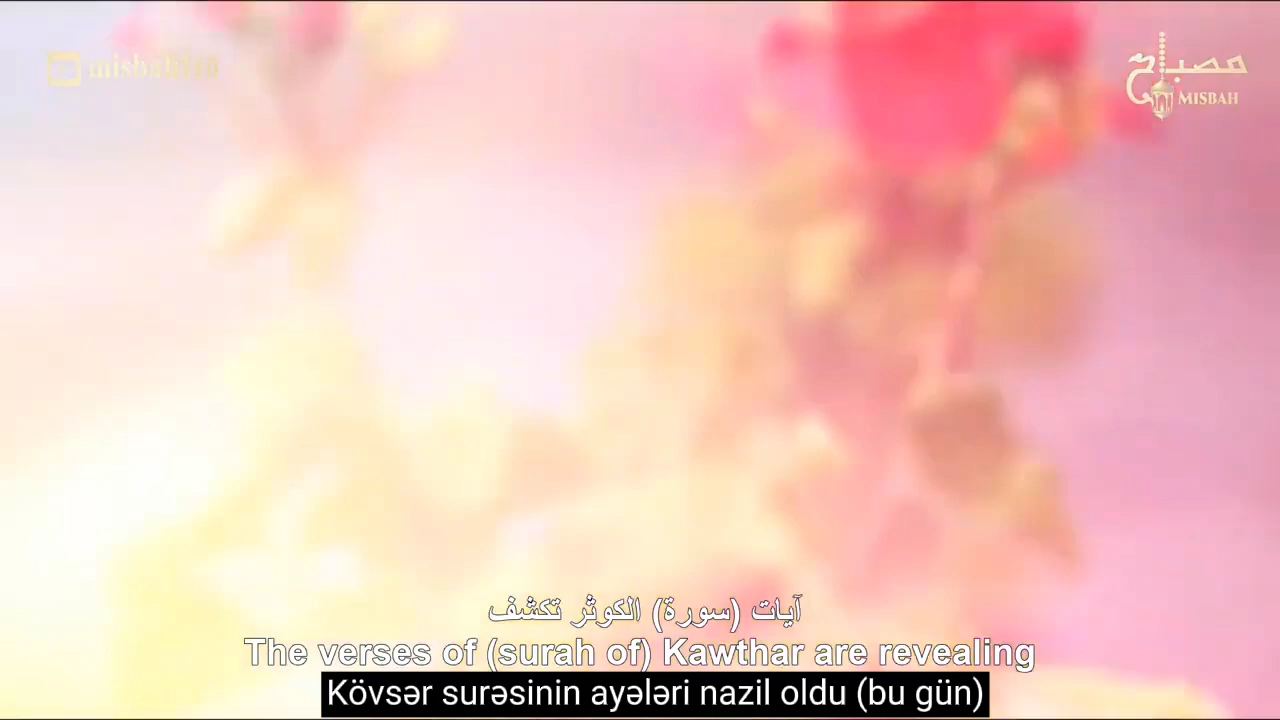 مصباح
MISBAH
آيات (سورة) الكوثر تكشف
The verses of (surah of) Kawthar are revealing
Kövsər surəsinin ayələri nazil oldu (bu gün)